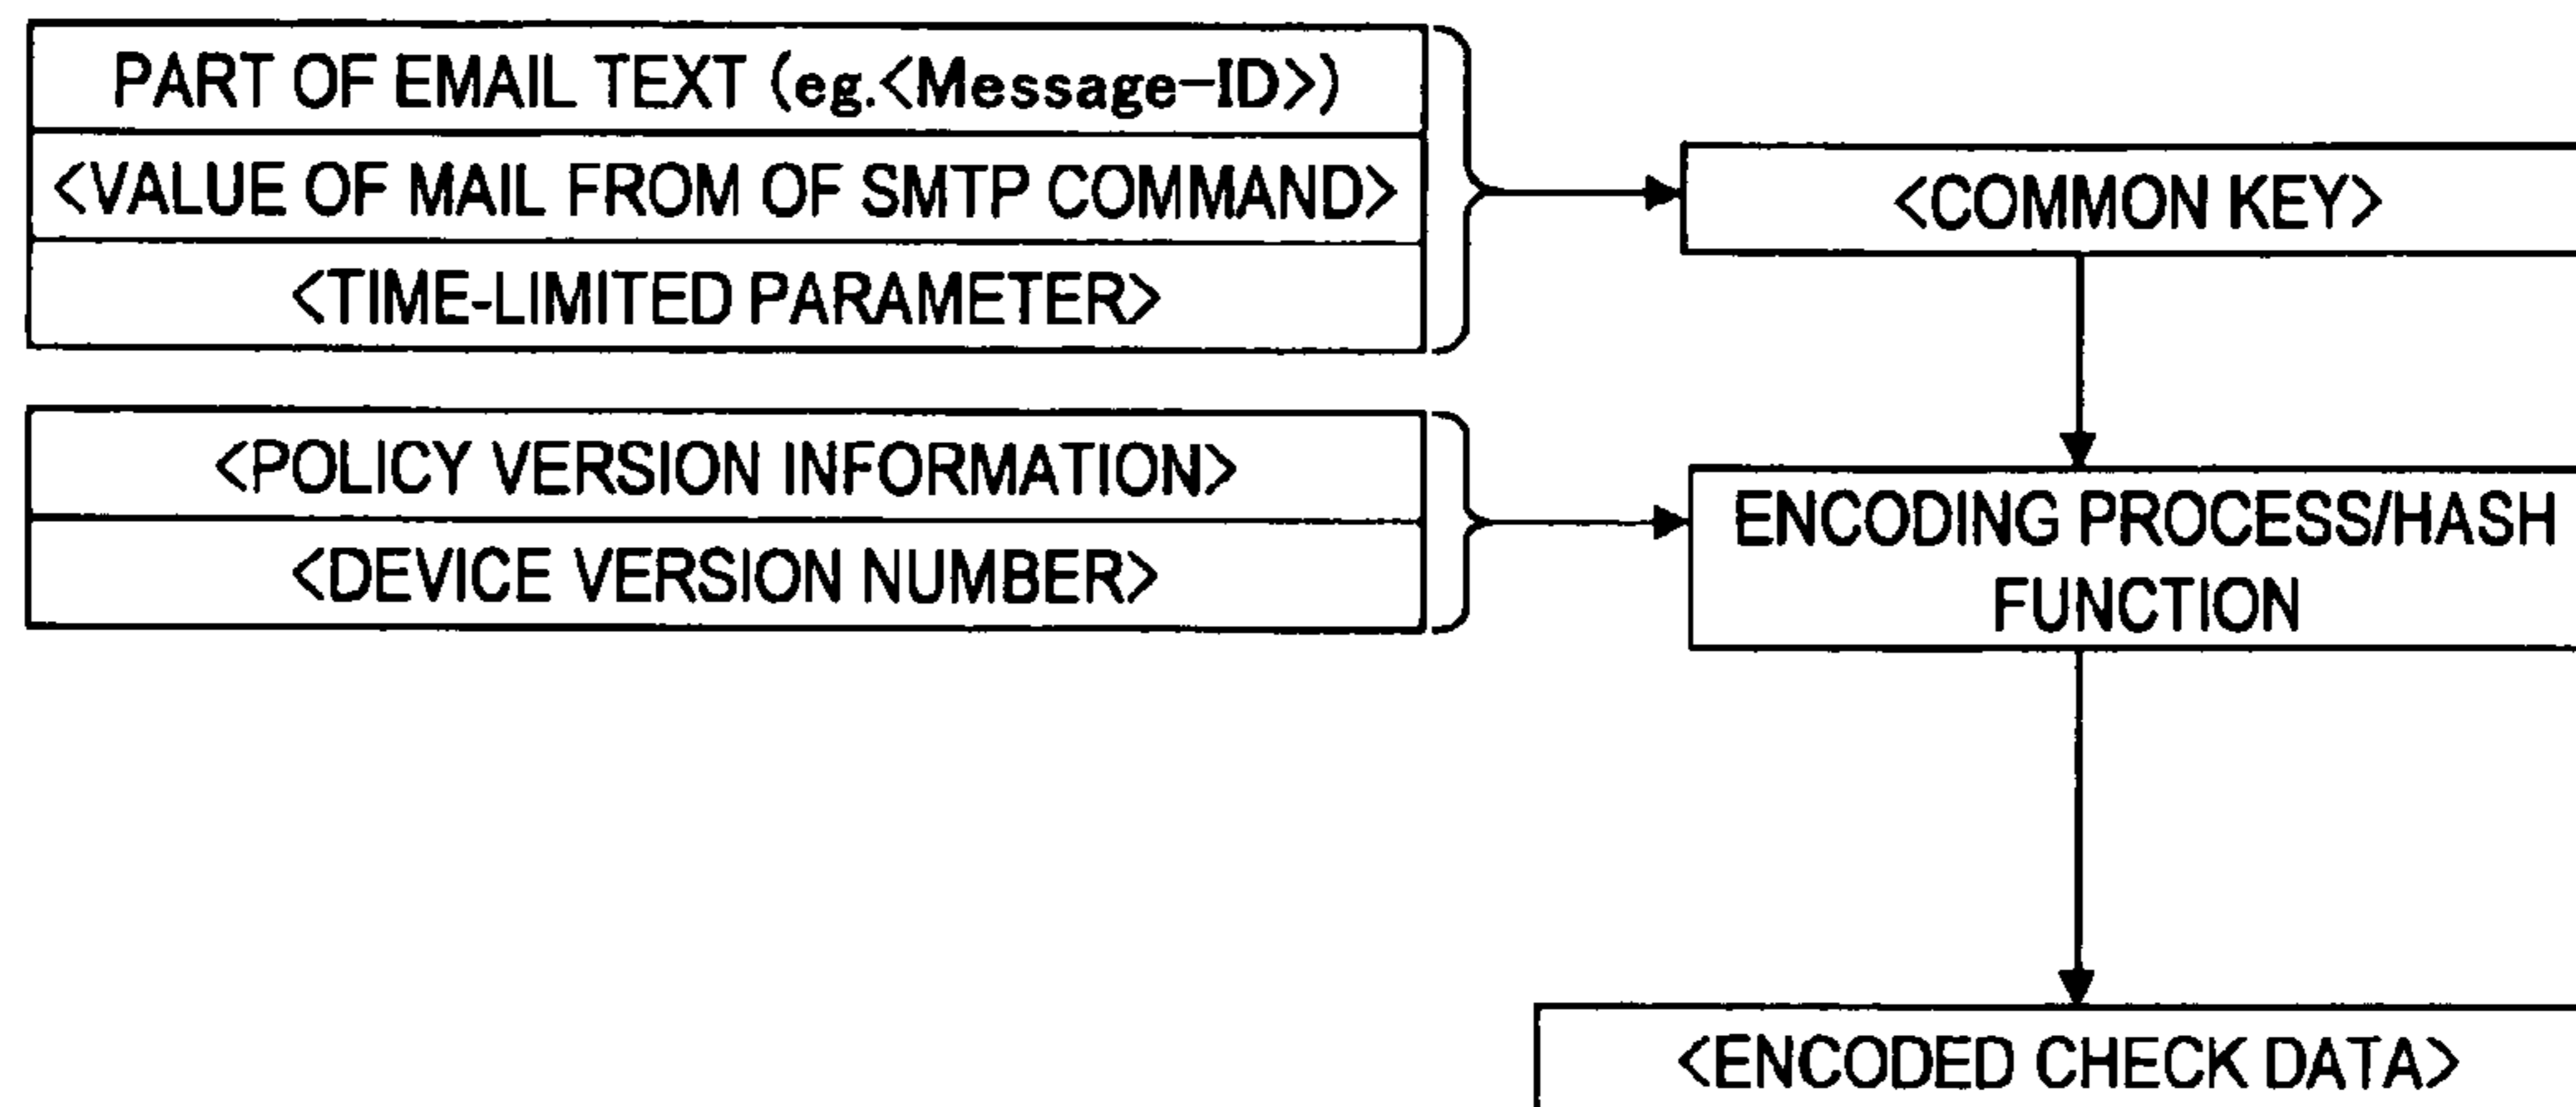 PART OF EMAIL TEXT (eg.<Message-ID>)
<VALUE OF MAIL FROM OF SMTP COMMAND>
<TIME-LIMITED PARAMETER>
<COMMON KEY>
<POLICY VERSION INFORMATION>
<DEVICE VERSION NUMBER>
ENCODING PROCESS/HASH
FUNCTION
<ENCODED CHECK DATA>